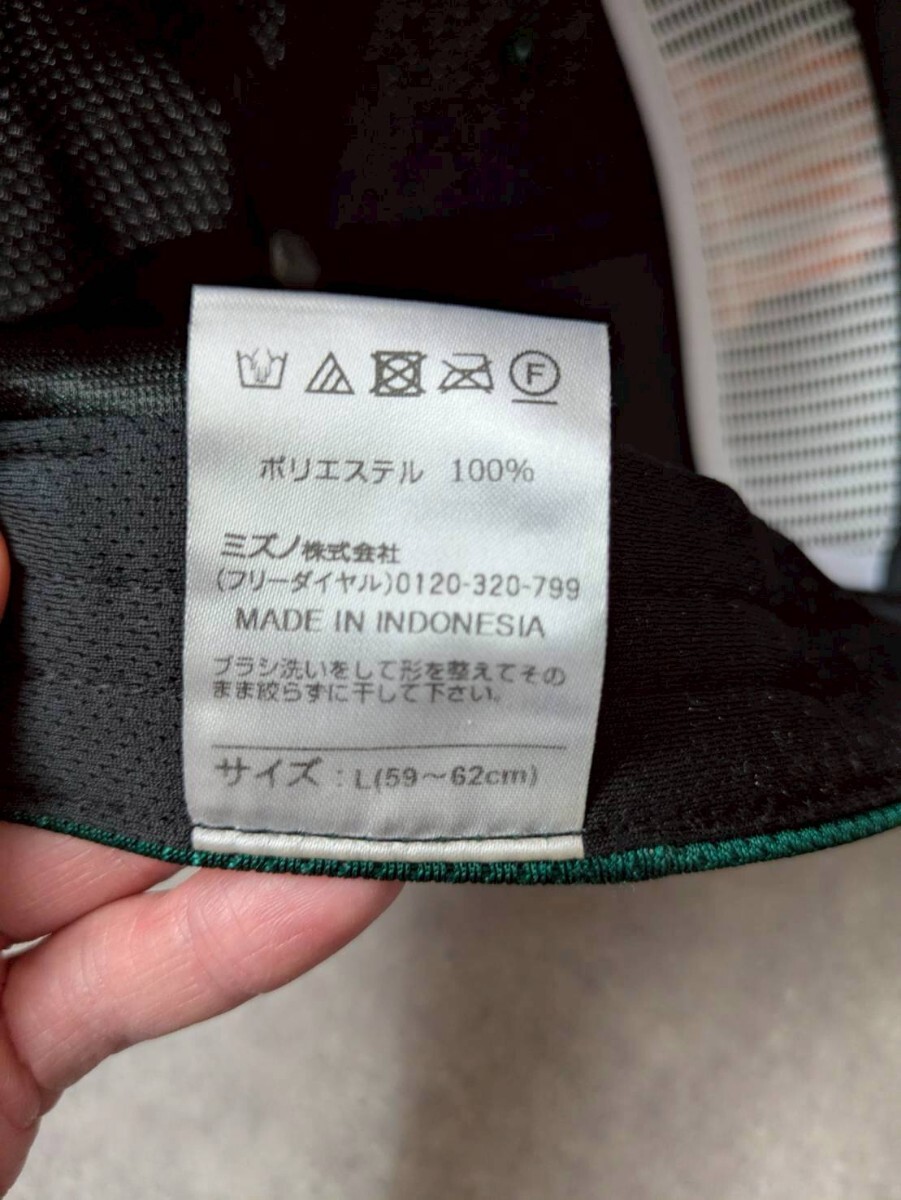 F
ポリエステル 100%
ミズノ株式会社
(フリーダイヤル)0120-320-799
MADE IN INDONESIA
ブラシ洗いをして形を整えてその
まま絞らずに干して下さい。
サイズ : L(59～62cm)